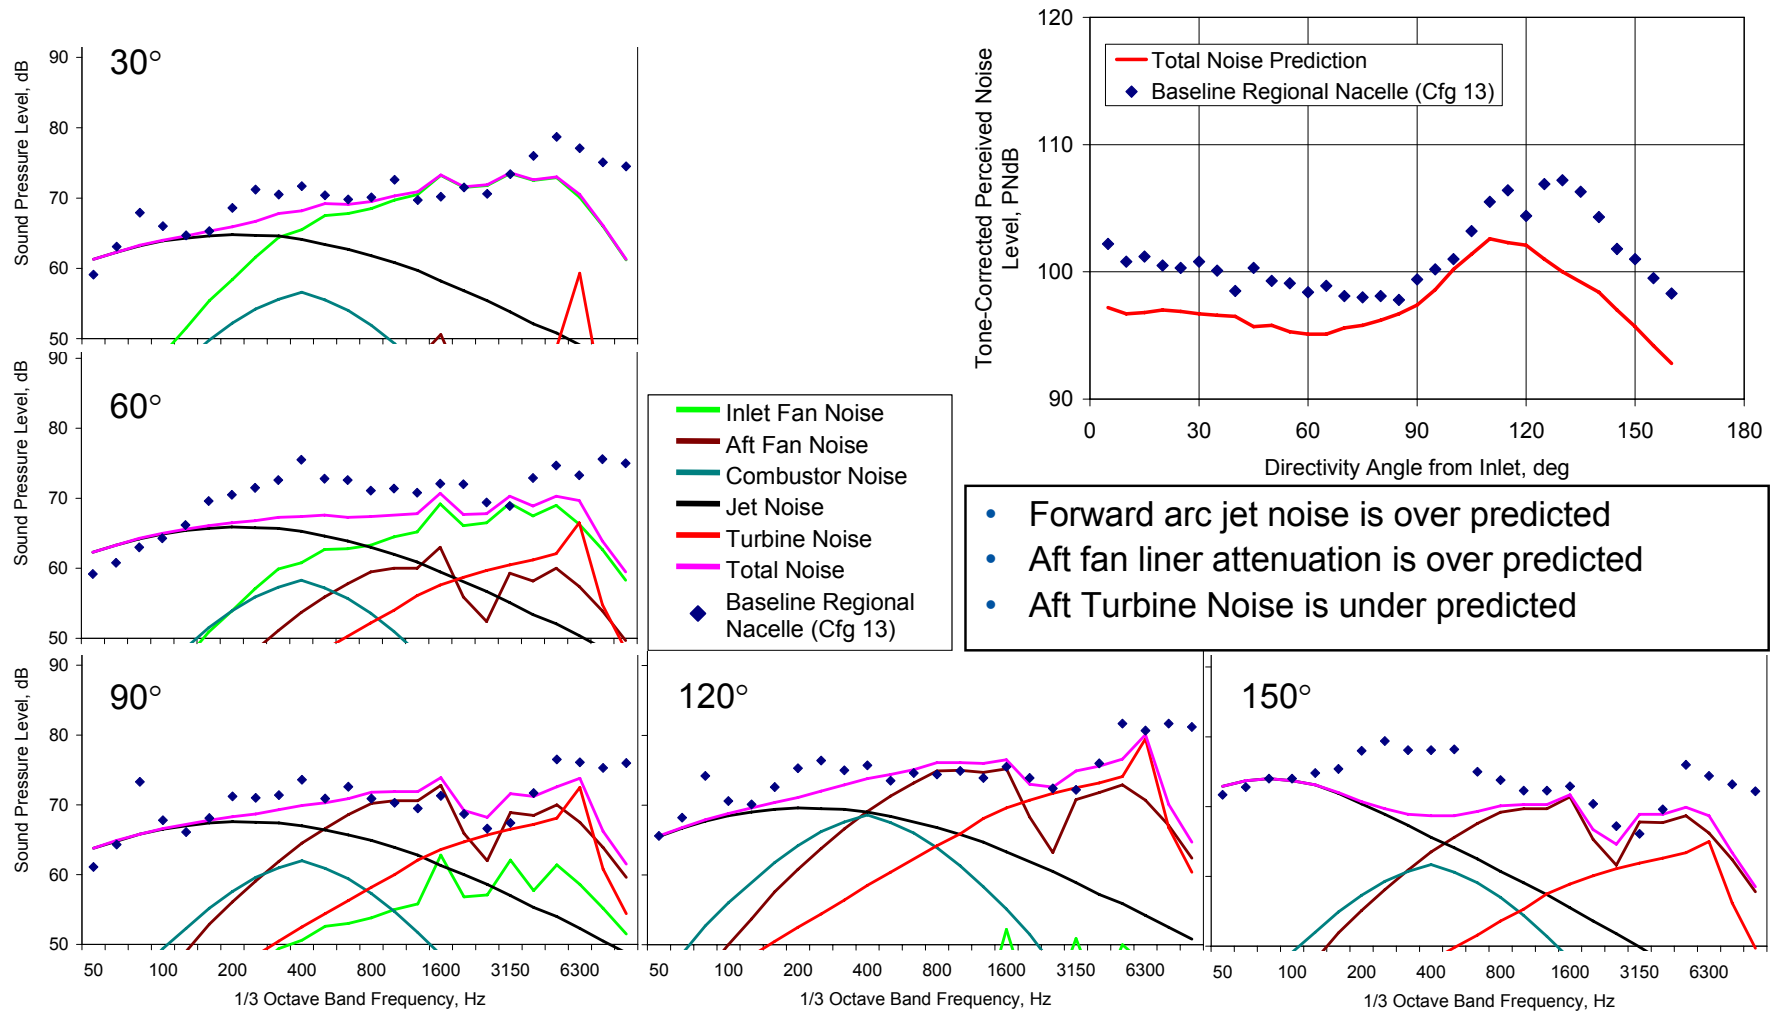 Sound Pressure Level, dB
30°
90
80
70
60
50
120
110
100
90
Tone-Corrected Perceived Noise
Level, PNdB
Total Noise Prediction
Baseline Regional Nacelle (Cfg 13)
0 30 60 90 120 150 180
Directivity Angle from Inlet, deg
Sound Pressure Level, dB
60°
90
80
70
60
50
Inlet Fan Noise
Aft Fan Noise
Combustor Noise
Jet Noise
Turbine Noise
Total Noise
Baseline Regional
Nacelle (Cfg 13)
• Forward arc jet noise is over predicted
• Aft fan liner attenuation is over predicted
• Aft Turbine Noise is under predicted
Sound Pressure Level, dB
90°
90
80
70
60
50
50 100 200 400 800 1600 3150 6300
1/3 Octave Band Frequency, Hz
120°
50 100 200 400 800 1600 3150 6300
1/3 Octave Band Frequency, Hz
150°
50 100 200 400 800 1600 3150 6300
1/3 Octave Band Frequency, Hz